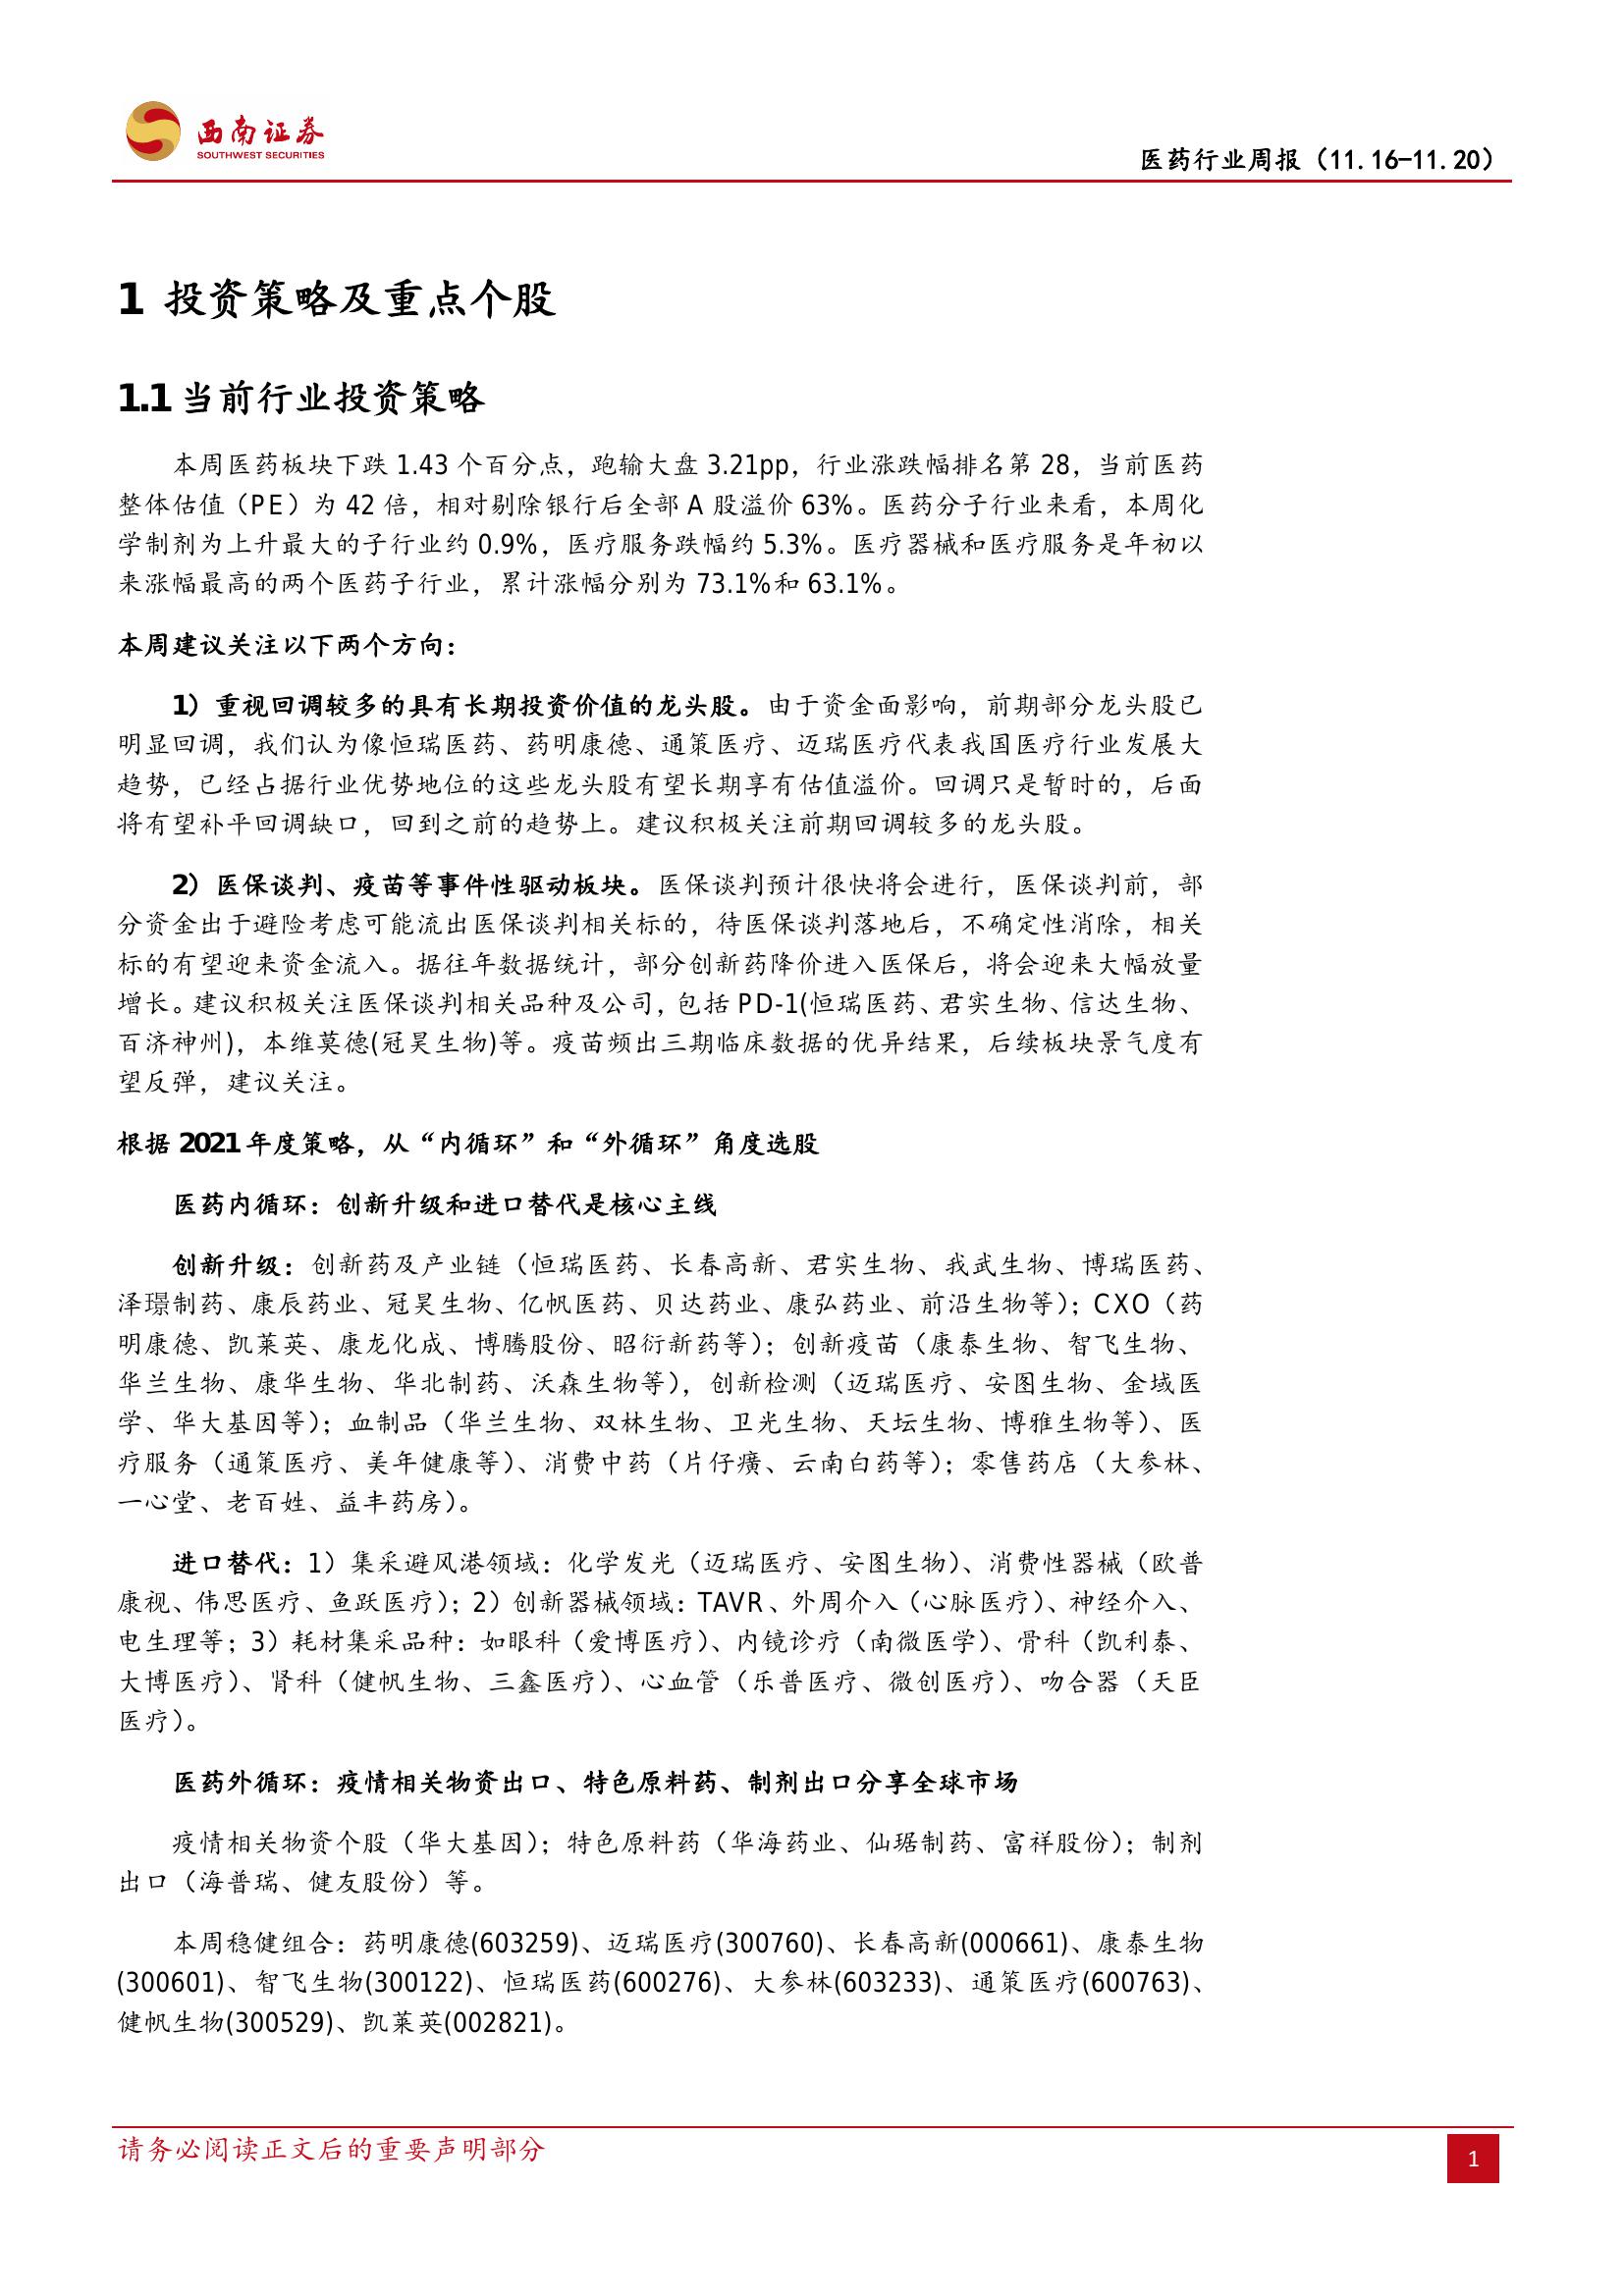 西南证券
SOUTHWEST SECURITIES
医药行业周报（11.16-11.20）
1 投资策略及重点个股
1.1 当前行业投资策略
本周医药板块下跌 1.43 个百分点，跑输大盘 3.21pp，行业涨跌幅排名第 28，当前医药
整体估值（PE）为 42 倍，相对剔除银行后全部 A 股溢价 63%。医药分子行业来看，本周化
学制剂为上升最大的子行业约 0.9%，医疗服务跌幅约 5.3%。医疗器械和医疗服务是年初以
来涨幅最高的两个医药子行业，累计涨幅分别为 73.1%和 63.1%。
本周建议关注以下两个方向：
1）重视回调较多的具有长期投资价值的龙头股。由于资金面影响，前期部分龙头股已
明显回调，我们认为像恒瑞医药、药明康德、通策医疗、迈瑞医疗代表我国医疗行业发展大
趋势，已经占据行业优势地位的这些龙头股有望长期享有估值溢价。回调只是暂时的，后面
将有望补平回调缺口，回到之前的趋势上。建议积极关注前期回调较多的龙头股。
2）医保谈判、疫苗等事件性驱动板块。医保谈判预计很快将会进行，医保谈判前，部
分资金出于避险考虑可能流出医保谈判相关标的，待医保谈判落地后，不确定性消除，相关
标的有望迎来资金流入。据往年数据统计，部分创新药降价进入医保后，将会迎来大幅放量
增长。建议积极关注医保谈判相关品种及公司，包括 PD-1(恒瑞医药、君实生物、信达生物、
百济神州)，本维莫德(冠昊生物)等。疫苗频出三期临床数据的优异结果，后续板块景气度有
望反弹，建议关注。
根据 2021 年度策略，从“内循环”和“外循环”角度选股
医药内循环：创新升级和进口替代是核心主线
创新升级：创新药及产业链（恒瑞医药、长春高新、君实生物、我武生物、博瑞医药、
泽璟制药、康辰药业、冠昊生物、亿帆医药、贝达药业、康弘药业、前沿生物等）；CXO（药
明康德、凯莱英、康龙化成、博腾股份、昭衍新药等）；创新疫苗（康泰生物、智飞生物、
华兰生物、康华生物、华北制药、沃森生物等），创新检测（迈瑞医疗、安图生物、金域医
学、华大基因等）；血制品（华兰生物、双林生物、卫光生物、天坛生物、博雅生物等）、医
疗服务（通策医疗、美年健康等）、消费中药（片仔癀、云南白药等）；零售药店（大参林、
一心堂、老百姓、益丰药房）。
进口替代：1）集采避风港领域：化学发光（迈瑞医疗、安图生物）、消费性器械（欧普
康视、伟思医疗、鱼跃医疗）；2）创新器械领域：TAVR、外周介入（心脉医疗）、神经介入、
电生理等；3）耗材集采品种：如眼科（爱博医疗）、内镜诊疗（南微医学）、骨科（凯利泰、
大博医疗）、肾科（健帆生物、三鑫医疗）、心血管（乐普医疗、微创医疗）、吻合器（天臣
医疗）。
医药外循环：疫情相关物资出口、特色原料药、制剂出口分享全球市场
疫情相关物资个股（华大基因）；特色原料药（华海药业、仙琚制药、富祥股份）；制剂
出口（海普瑞、健友股份）等。
本周稳健组合：药明康德(603259)、迈瑞医疗(300760)、长春高新(000661)、康泰生物
(300601)、智飞生物(300122)、恒瑞医药(600276)、大参林(603233)、通策医疗(600763)、
健帆生物(300529)、凯莱英(002821)。
请务必阅读正文后的重要声明部分
1